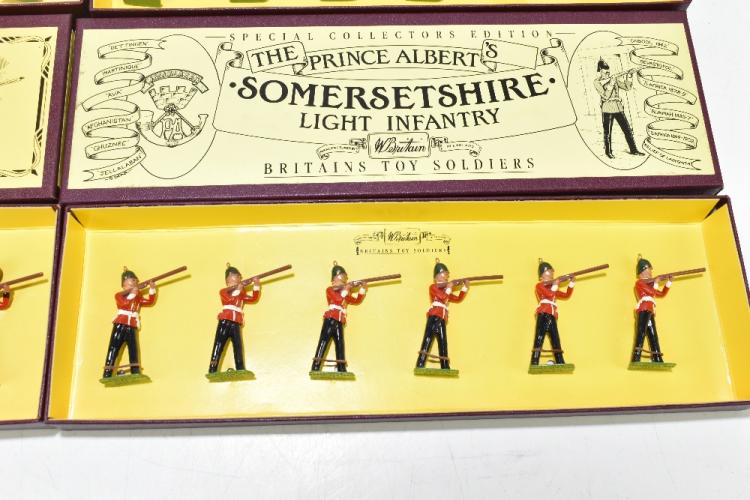 SPECIAL COLLECTORS EDITION
THE PRINCE ALBERT'S
·SOMERSETSHIRE·
LIGHT INFANTRY
W. Britain
BRITAINS TOY SOLDIERS
DETTINGEN
MARTINIQUE
'AVA'
AFGHANISTAN
GHUZNEE
JELLALABAD
SEVASTOPOL
W. Britain
BRITAINS TOY SOLDIERS